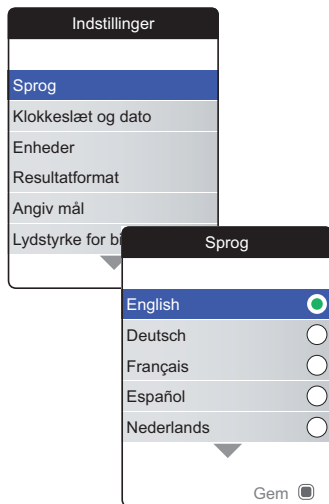 Indstillinger
Sprog
Klokkeslæt og dato
Enheder
Resultatformat
Angiv mål
Lydstyrke for bi
Sprog
English
Deutsch
Français
Español
Nederlands
Gem